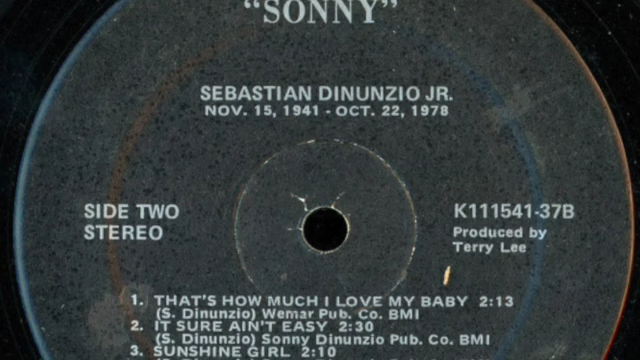 "SONNY"
SEBASTIAN DINUNZIO JR.
NOV. 15, 1941 - OCT. 22, 1978
SIDE TWO
STEREO
K111541-37B
Produced by
Terry Lee
1. THAT'S HOW MUCH I LOVE MY BABY 2:13
(S. Dinunzio) Wemar Pub. Co. BMI
2. IT SURE AIN'T EASY 2:30
(S. Dinunzio) Sonny Dinunzio Pub. Co. BMI
3. SUNSHINE GIRL 2:10